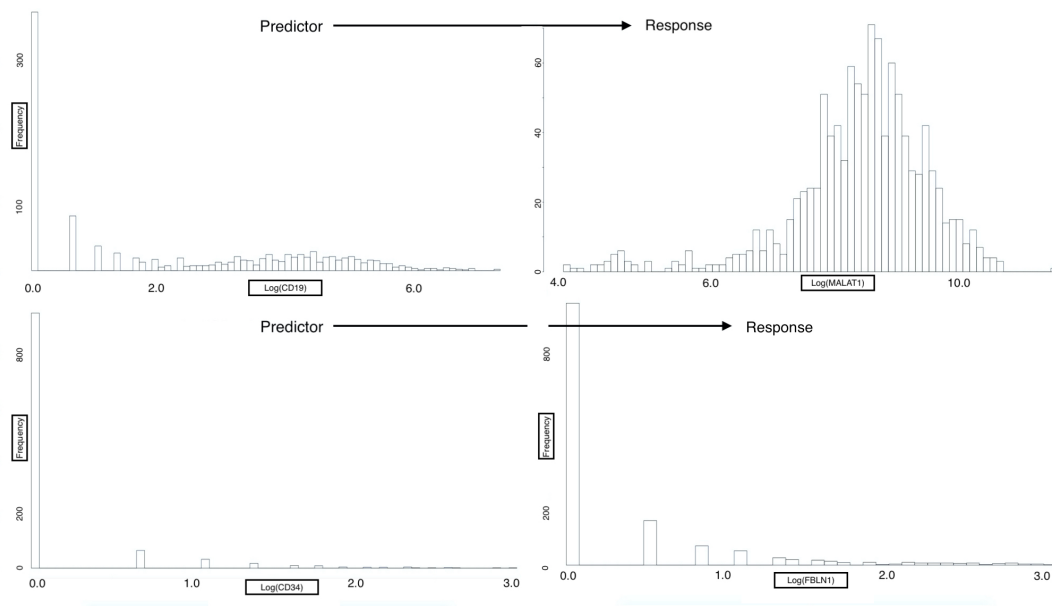 Predictor
Response
Frequency
300
100
0.0 2.0 6.0
Log(CD19)
60
40
20
0
4.0 6.0 10.0
Log(MALAT1)
Predictor
Response
Frequency
800
200
0
0.0 1.0 2.0 3.0
Log(CD34)
Frequency
800
200
0
0.0 1.0 2.0 3.0
Log(FBLN1)